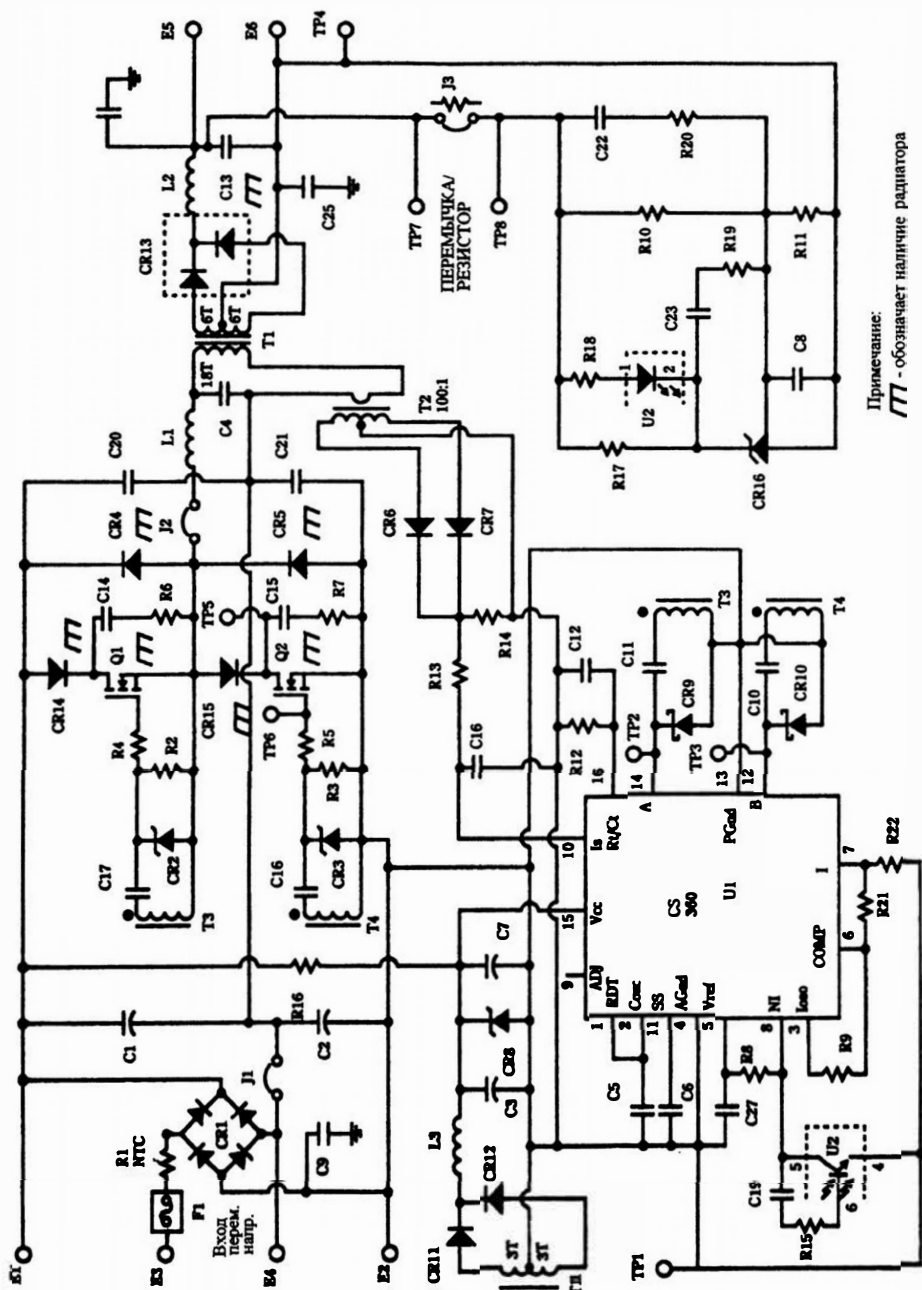 E5
E6
TP4
L2
C13
C25
CR13
6T
6T
T1
18T
J3
TP7
TP8
ПЕРЕМЫЧКА/
РЕЗИСТОР
C22
R20
R10
R11
R19
C23
R18
1
2
U2
R17
C8
CR16
Примечание:
- обозначает наличие радиатора
C20
C21
L1
C4
T2
100:1
J2
CR4
CR5
CR6
CR7
C14
R6
C15
R7
TP5
Q1
Q2
CR14
CR15
TP6
R4
R2
R5
R3
C17
CR2
T3
C16
CR3
T4
R13
R14
C16
C12
R12
C11
T3
C10
T4
CR9
CR10
TP2
TP3
16
14
13
12
10
15
9
1
2
11
4
5
8
3
6
7
Is
Rt/Ct
A
PGnd
B
Vcc
ADJ
RDT
Сosc
SS
AGnd
Vref
NI
COMP
I
CS
360
U1
C1
C2
R16
J1
C7
CR8
C3
L3
CR11
CR12
3T
3T
R1
NTC
F1
CR1
C9
Вход
перем.
напр.
E3
E4
E2
C5
C6
C27
R8
R9
R21
R22
C19
R15
U2
5
4
6
TP1